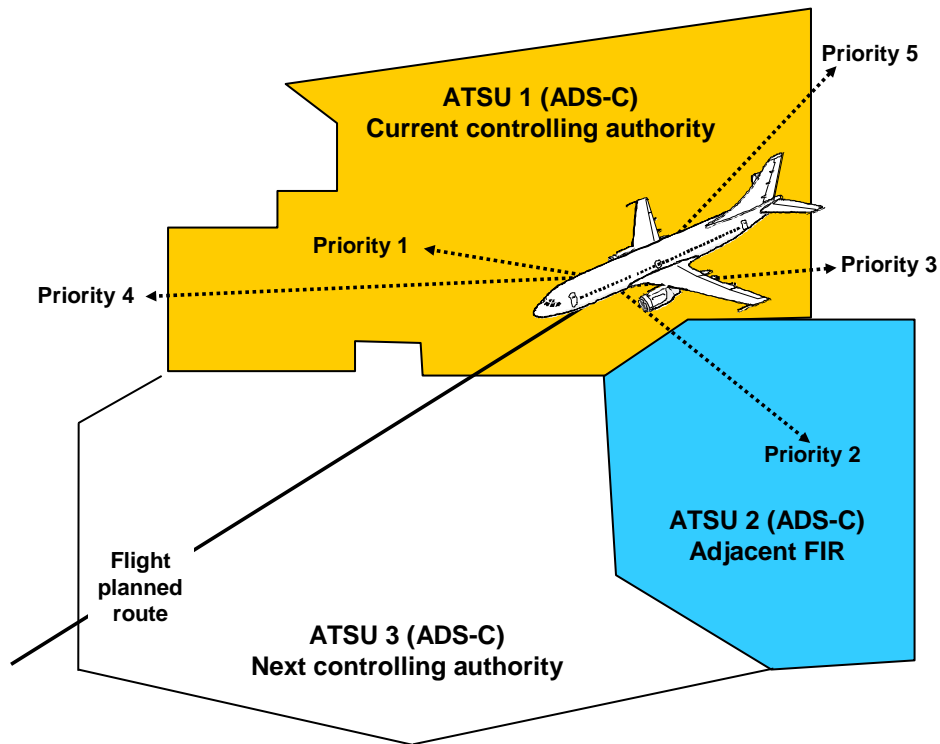 Priority 5
ATSU 1 (ADS-C)
Current controlling authority
Priority 1
Priority 3
Priority 4
Priority 2
ATSU 2 (ADS-C)
Adjacent FIR
Flight
planned
route
ATSU 3 (ADS-C)
Next controlling authority